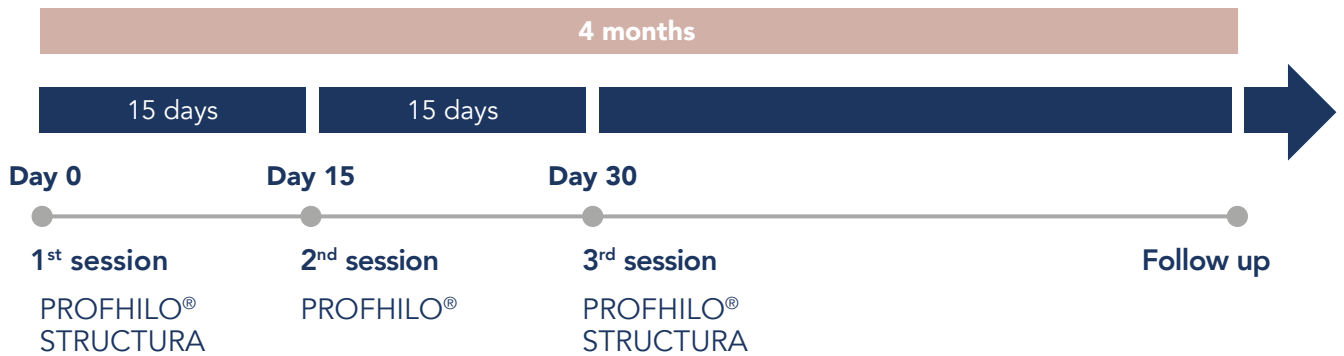 4 months
15 days
15 days
Day 0
Day 15
Day 30
1st session
2nd session
3rd session
Follow up
PROFHILO®
STRUCTURA
PROFHILO®
PROFHILO®
STRUCTURA